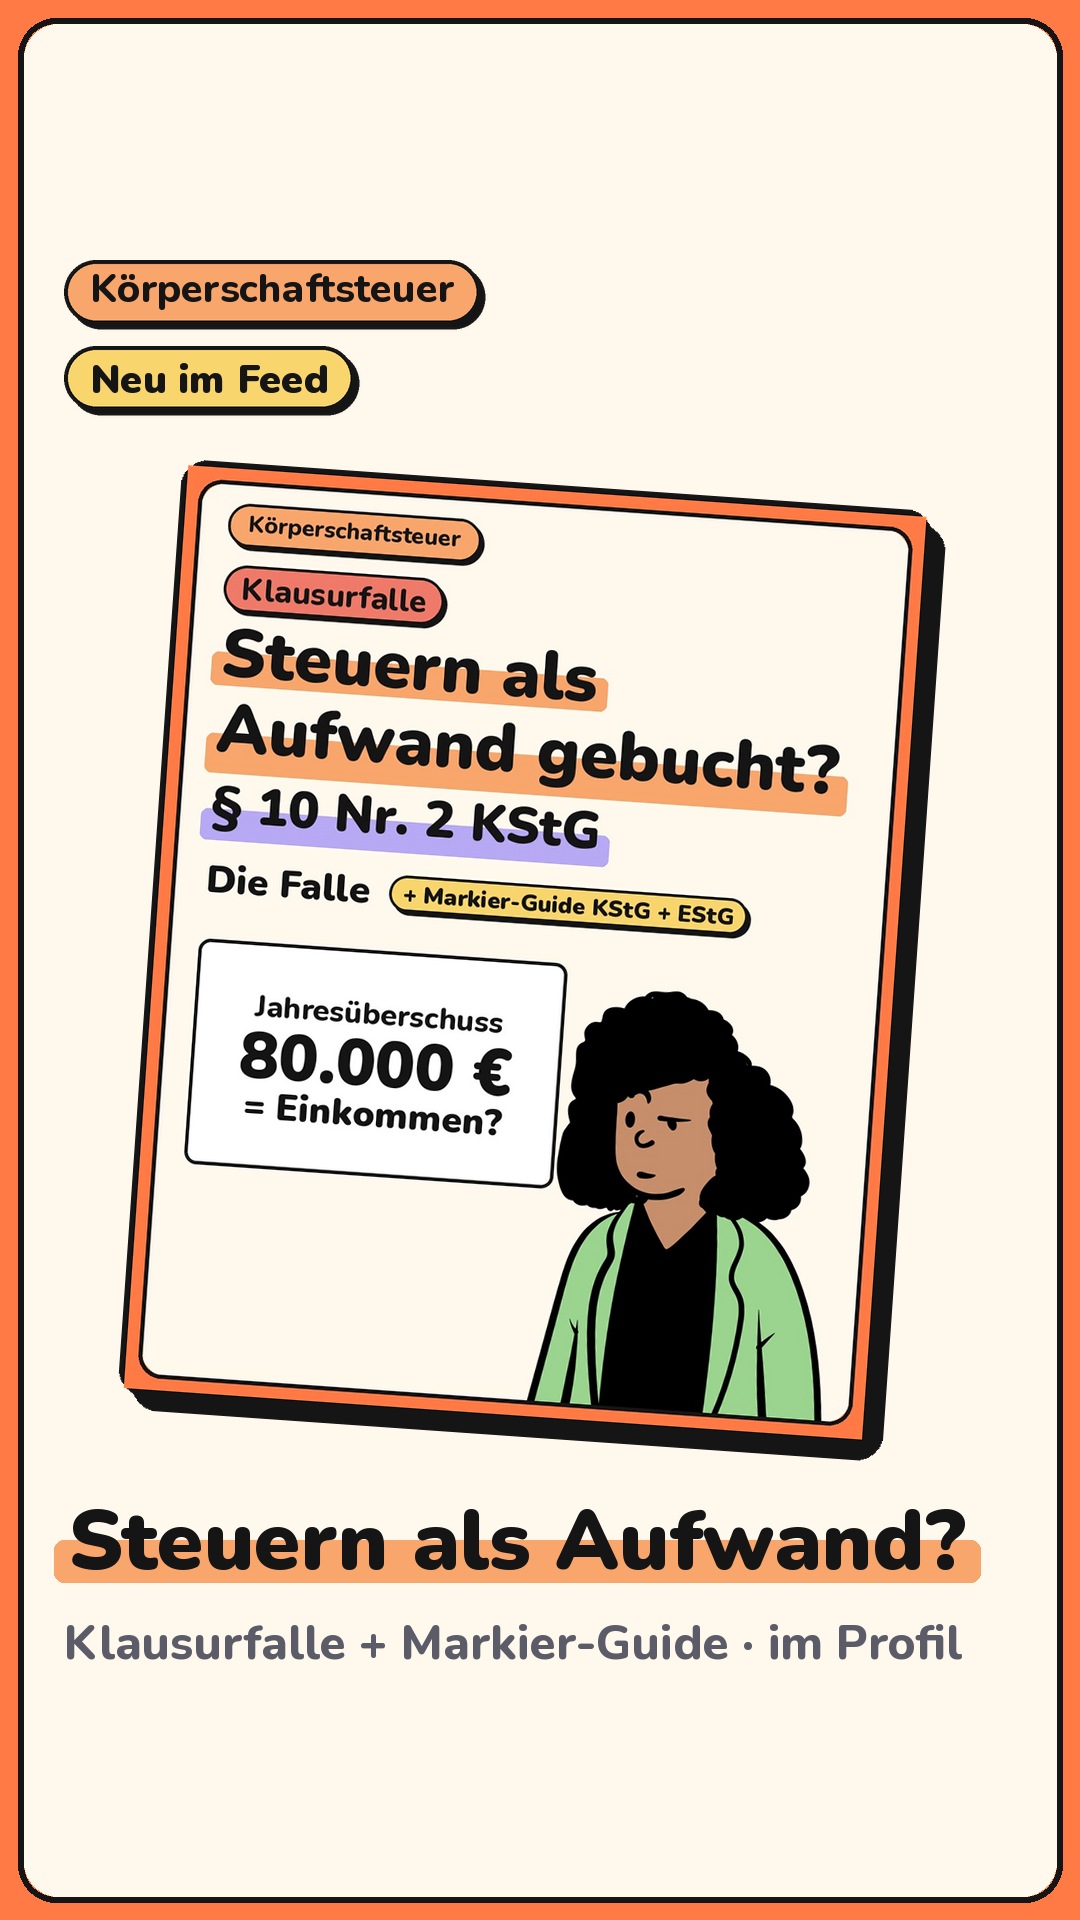 Körperschaftsteuer
Neu im Feed
Körperschaftsteuer
Klausurfalle
Steuern als
Aufwand gebucht?
§ 10 Nr. 2 KStG
Die Falle + Markier-Guide KStG + EStG
Jahresüberschuss
80.000 €
= Einkommen?
Steuern als Aufwand?
Klausurfalle + Markier-Guide · im Profil